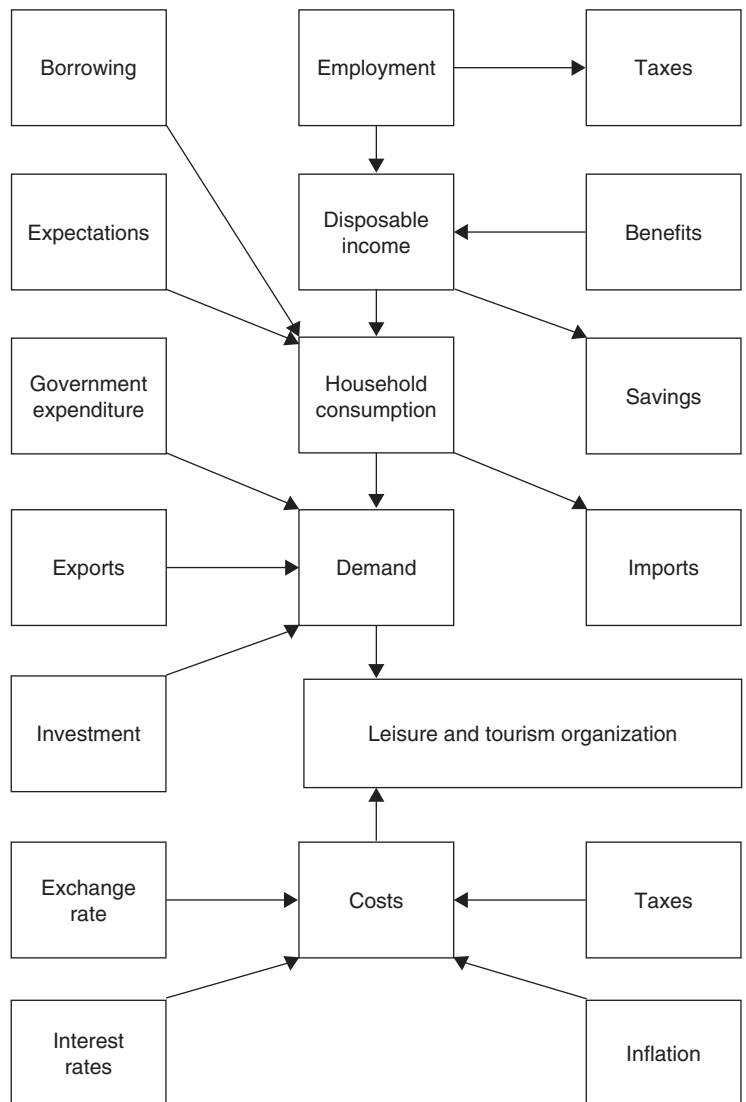 Borrowing
Employment
Taxes
Expectations
Disposable
income
Benefits
Government
expenditure
Household
consumption
Savings
Exports
Demand
Imports
Investment
Leisure and tourism organization
Exchange
rate
Costs
Taxes
Interest
rates
Inflation